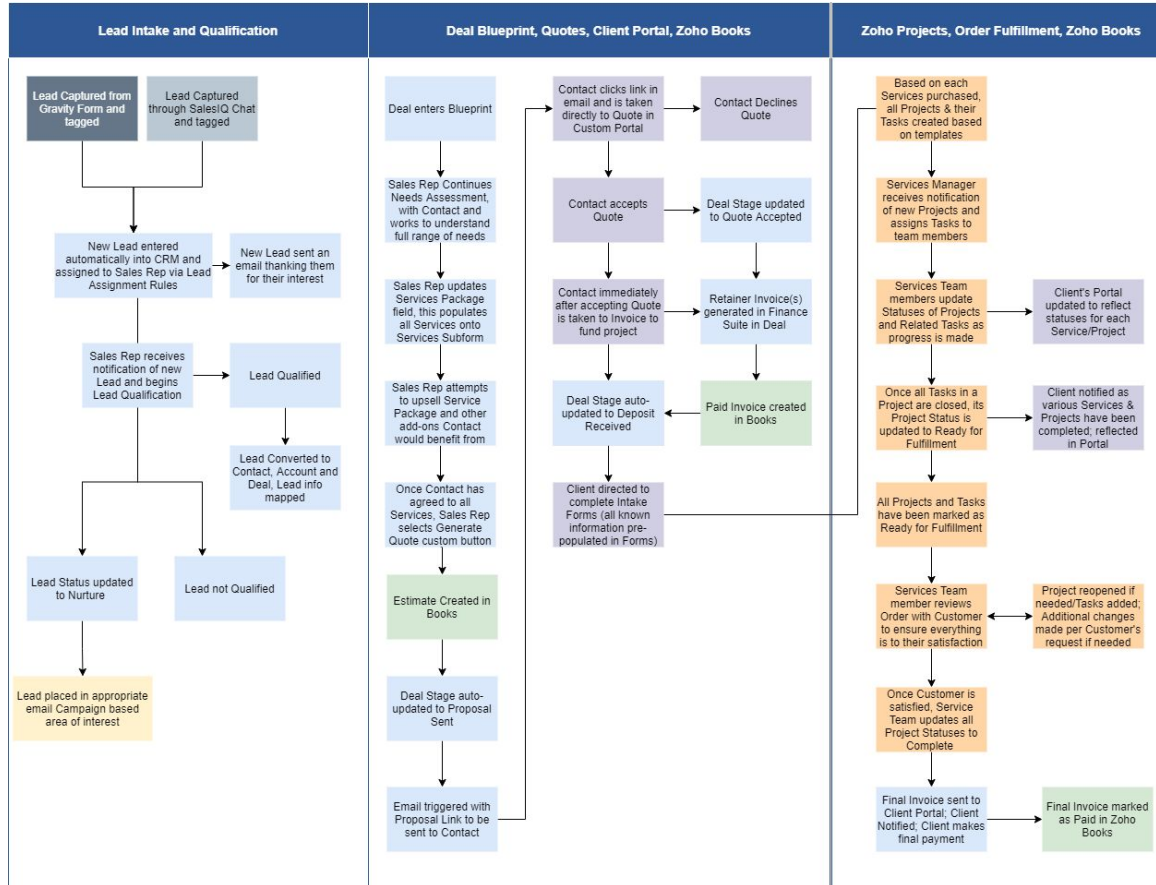 Lead Intake and Qualification
Lead Captured from
Gravity Form and
tagged
Lead Captured
through SalesIQ Chat
and tagged
New Lead entered
automatically into CRM and
assigned to Sales Rep via Lead
Assignment Rules
New Lead sent an
email thanking them
for their interest
Sales Rep receives
notification of new
Lead and begins
Lead Qualification
Lead Qualified
Lead Converted to
Contact, Account and
Deal, Lead info
mapped
Lead Status updated
to Nurture
Lead not Qualified
Lead placed in appropriate
email Campaign based
area of interest
Deal Blueprint, Quotes, Client Portal, Zoho Books
Deal enters Blueprint
Sales Rep Continues
Needs Assessment,
with Contact and
works to understand
full range of needs
Sales Rep updates
Services Package
field, this populates
all Services onto
Services Subform
Sales Rep attempts
to upsell Service
Package and other
add-ons Contact
would benefit from
Once Contact has
agreed to all
Services, Sales Rep
selects Generate
Quote custom button
Estimate Created in
Books
Deal Stage auto-
updated to Proposal
Sent
Email triggered with
Proposal Link to be
sent to Contact
Contact clicks link in
email and is taken
directly to Quote in
Custom Portal
Contact Declines
Quote
Contact accepts
Quote
Deal Stage updated
to Quote Accepted
Contact immediately
after accepting Quote
is taken to Invoice to
fund project
Retainer Invoice(s)
generated in Finance
Suite in Deal
Deal Stage auto-
updated to Deposit
Received
Paid Invoice created
in Books
Client directed to
complete Intake
Forms (all known
information pre-
populated in Forms)
Zoho Projects, Order Fulfillment, Zoho Books
Based on each
Services purchased,
all Projects & their
Tasks created based
on templates
Services Manager
receives notification
of new Projects and
assigns Tasks to
team members
Services Team
members update
Statuses of Projects
and Related Tasks as
progress is made
Client's Portal
updated to reflect
statuses for each
Service/Project
Once all Tasks in a
Project are closed, its
Project Status is
updated to Ready for
Fulfillment
Client notified as
various Services &
Projects have been
completed; reflected
in Portal
All Projects and Tasks
have been marked as
Ready for Fulfillment
Services Team
member reviews
Order with Customer
to ensure everything
is to their satisfaction
Project reopened if
needed/Tasks added;
Additional changes
made per Customer's
request if needed
Once Customer is
satisfied, Service
Team updates all
Project Statuses to
Complete
Final Invoice sent to
Client Portal; Client
Notified; Client makes
final payment
Final Invoice marked
as Paid in Zoho
Books